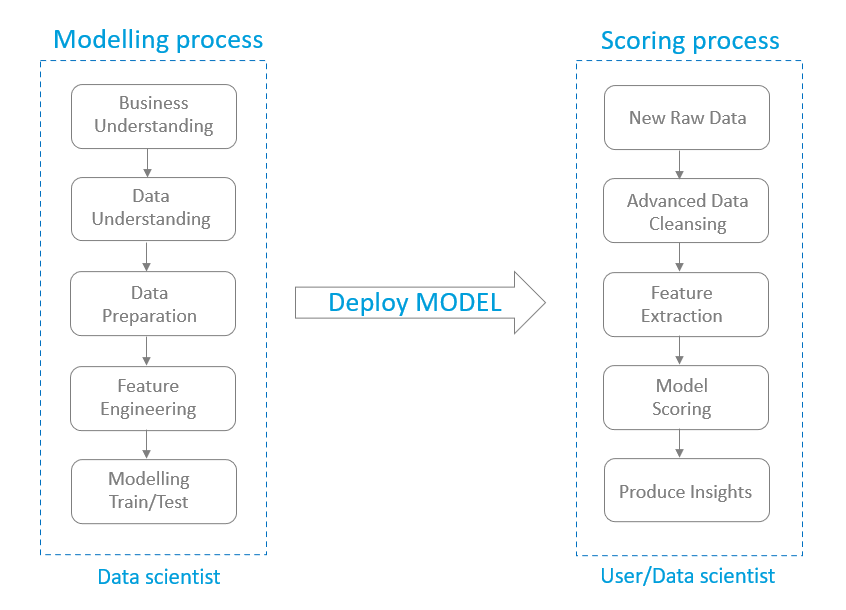 Modelling process
Business
Understanding
Data
Understanding
Data
Preparation
Feature
Engineering
Modelling
Train/Test
Data scientist
Deploy MODEL
Scoring process
New Raw Data
Advanced Data
Cleansing
Feature
Extraction
Model
Scoring
Produce Insights
User/Data scientist